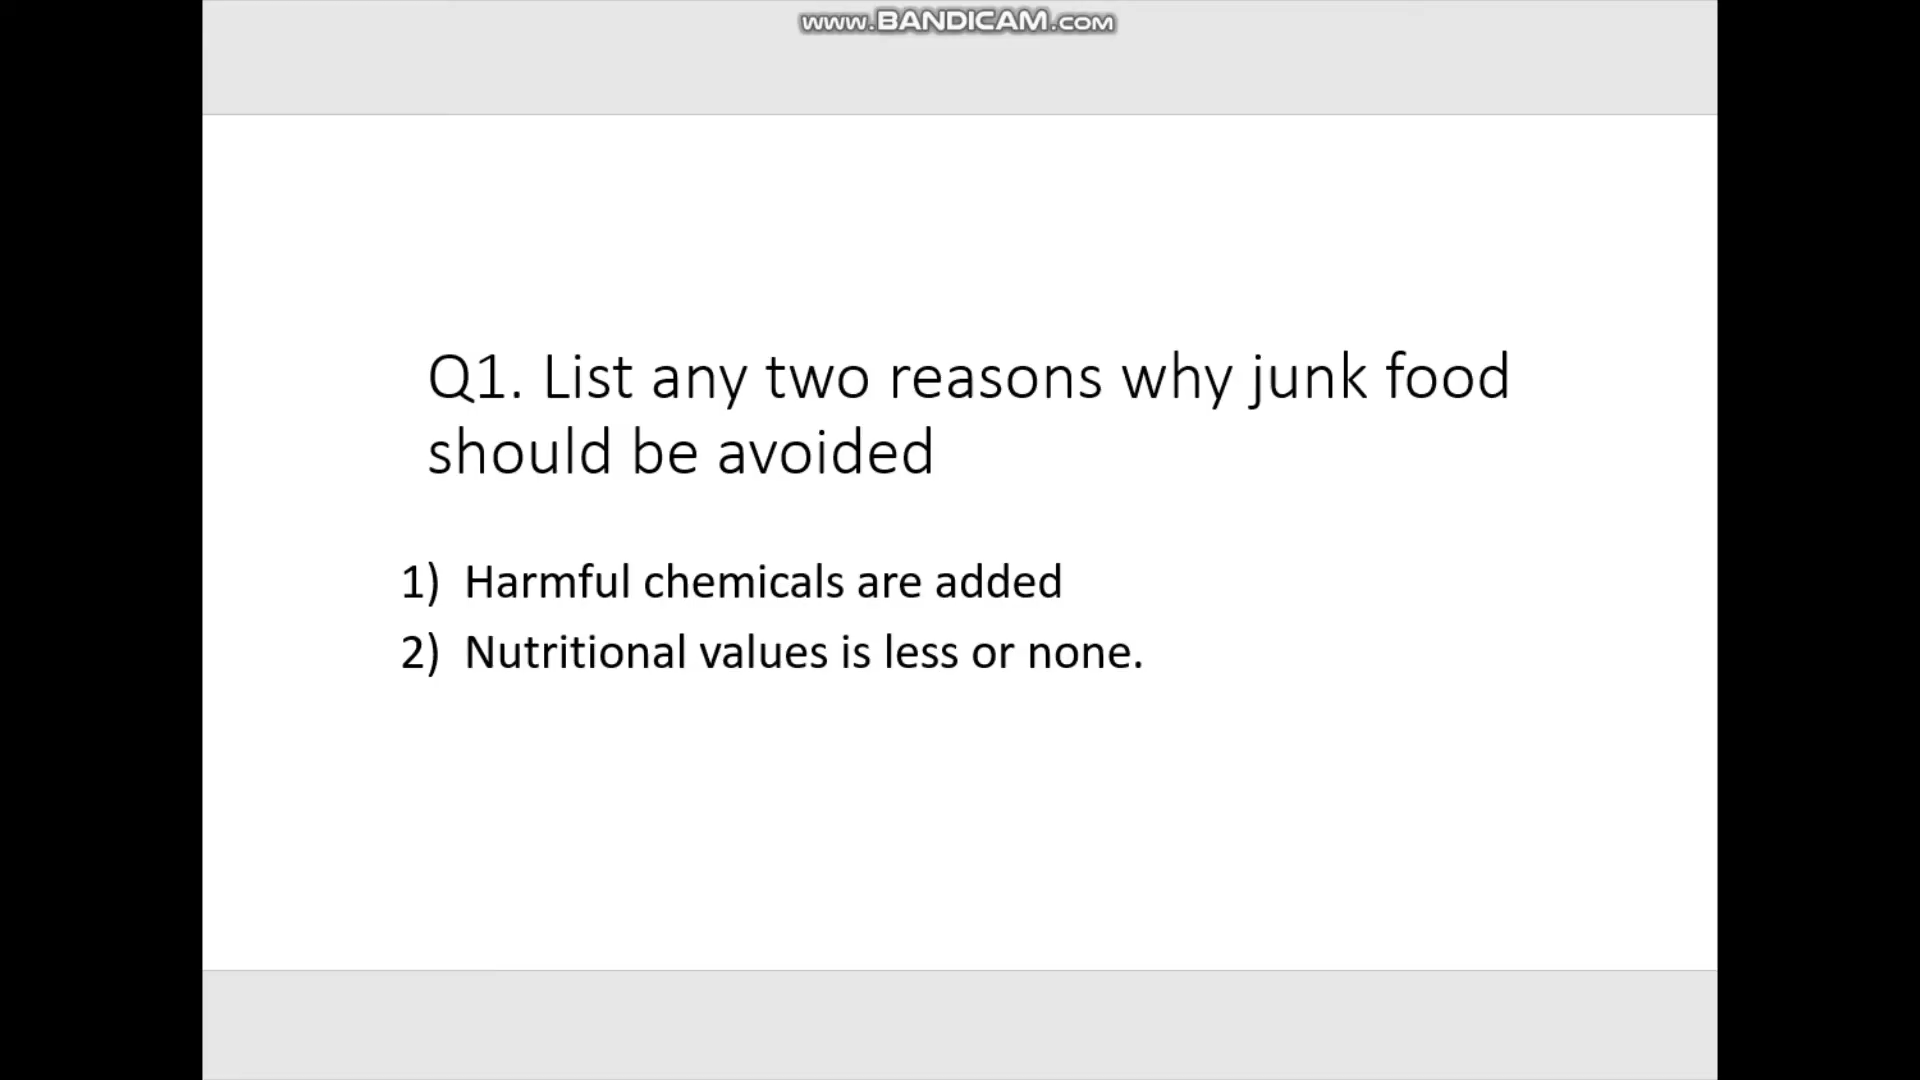 www.BANDICAM.com
Q1. List any two reasons why junk food
should be avoided
1) Harmful chemicals are added
2) Nutritional values is less or none.